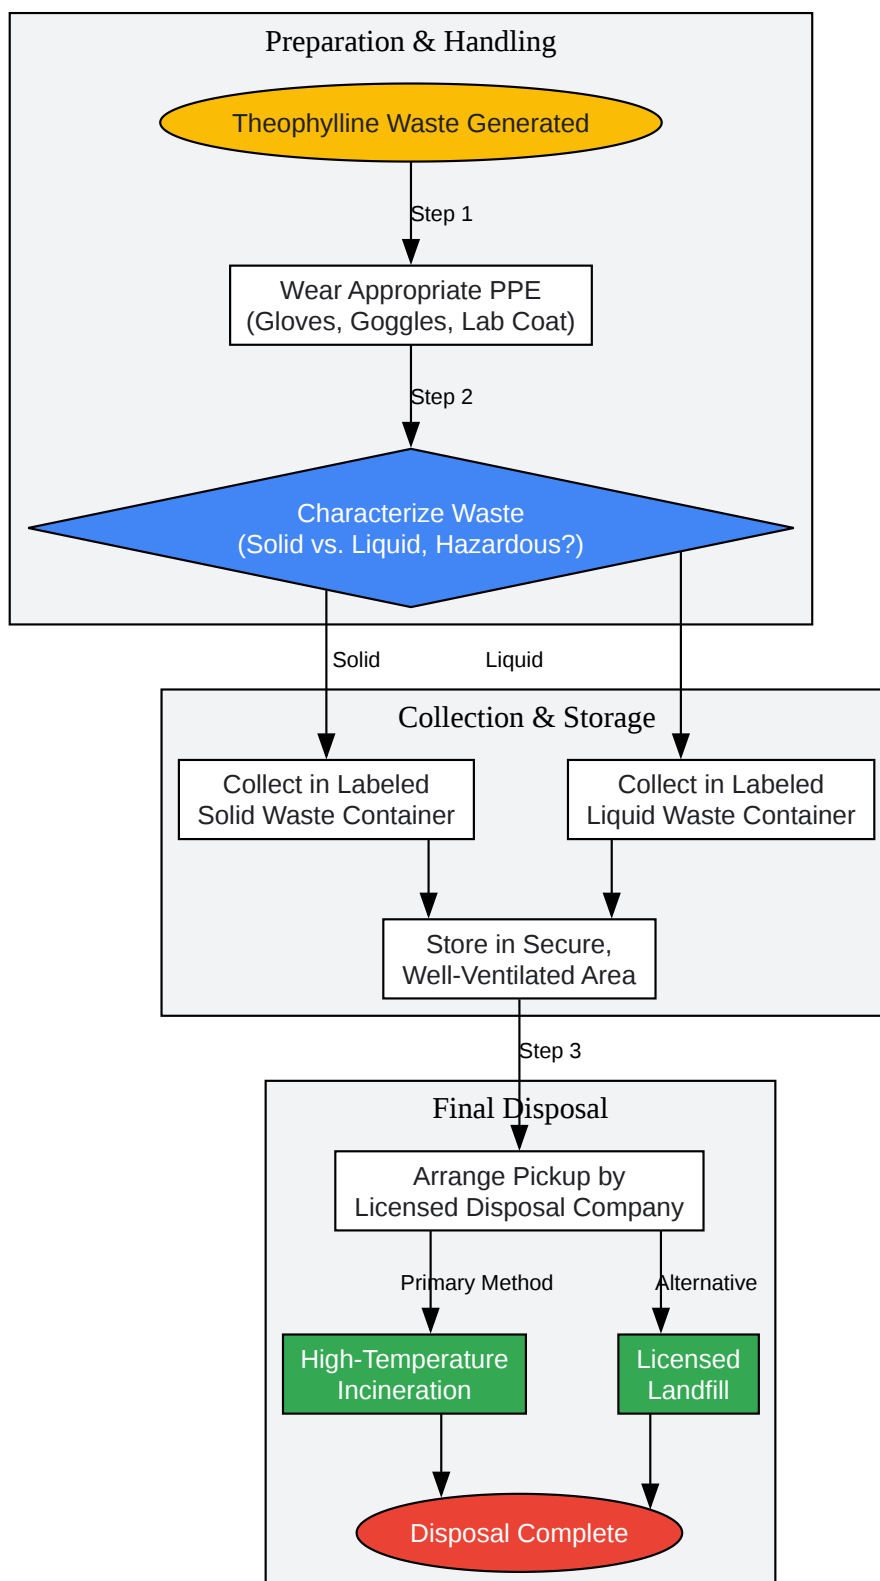 Preparation & Handling
Theophylline Waste Generated
Step 1
Wear Appropriate PPE
(Gloves, Goggles, Lab Coat)
Step 2
Characterize Waste
(Solid vs. Liquid, Hazardous?)
Solid
Liquid
Collection & Storage
Collect in Labeled
Solid Waste Container
Collect in Labeled
Liquid Waste Container
Store in Secure,
Well-Ventilated Area
Step 3
Final Disposal
Arrange Pickup by
Licensed Disposal Company
Primary Method
Alternative
High-Temperature
Incineration
Licensed
Landfill
Disposal Complete